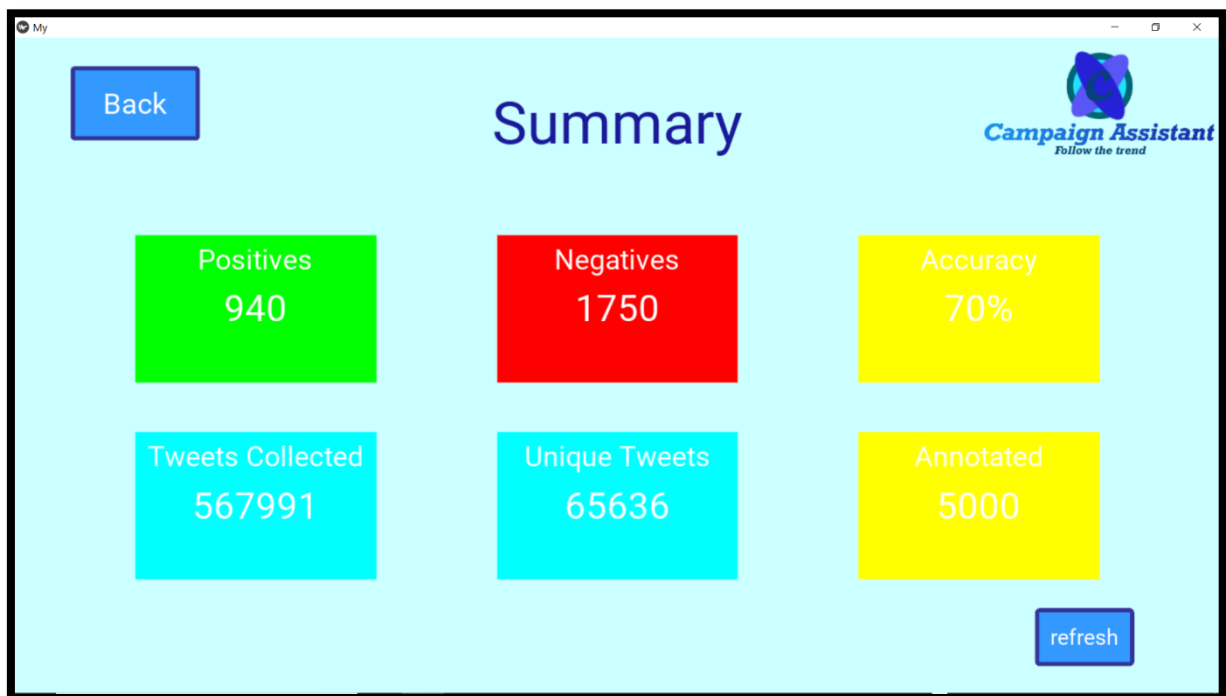 My
Back
Summary
C
Campaign Assistant
Follow the trend
Positives
940
Negatives
1750
Accuracy
70%
Tweets Collected
567991
Unique Tweets
65636
Annotated
5000
refresh